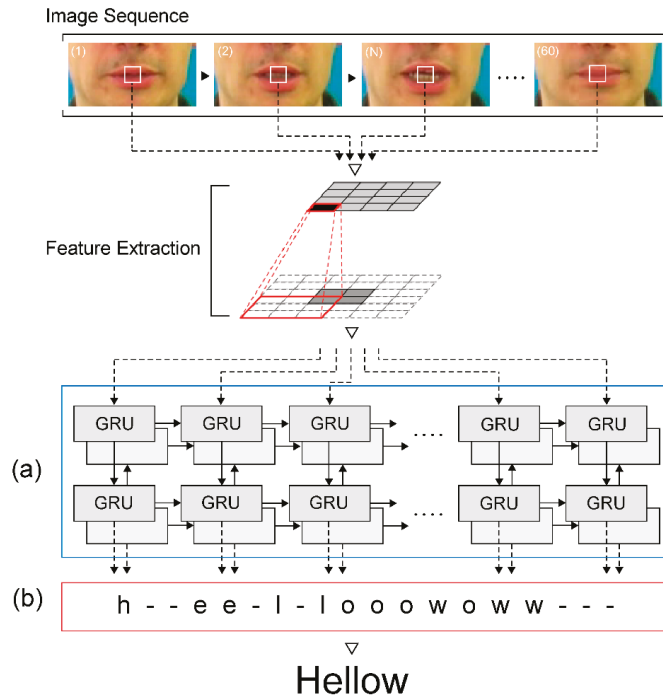 Image Sequence
(1) (2) (N) (60)
Feature Extraction
GRU GRU GRU GRU GRU
(a)
GRU GRU GRU GRU GRU
(b) h - - e e - l - l o o o w o w w - - -
Hellow